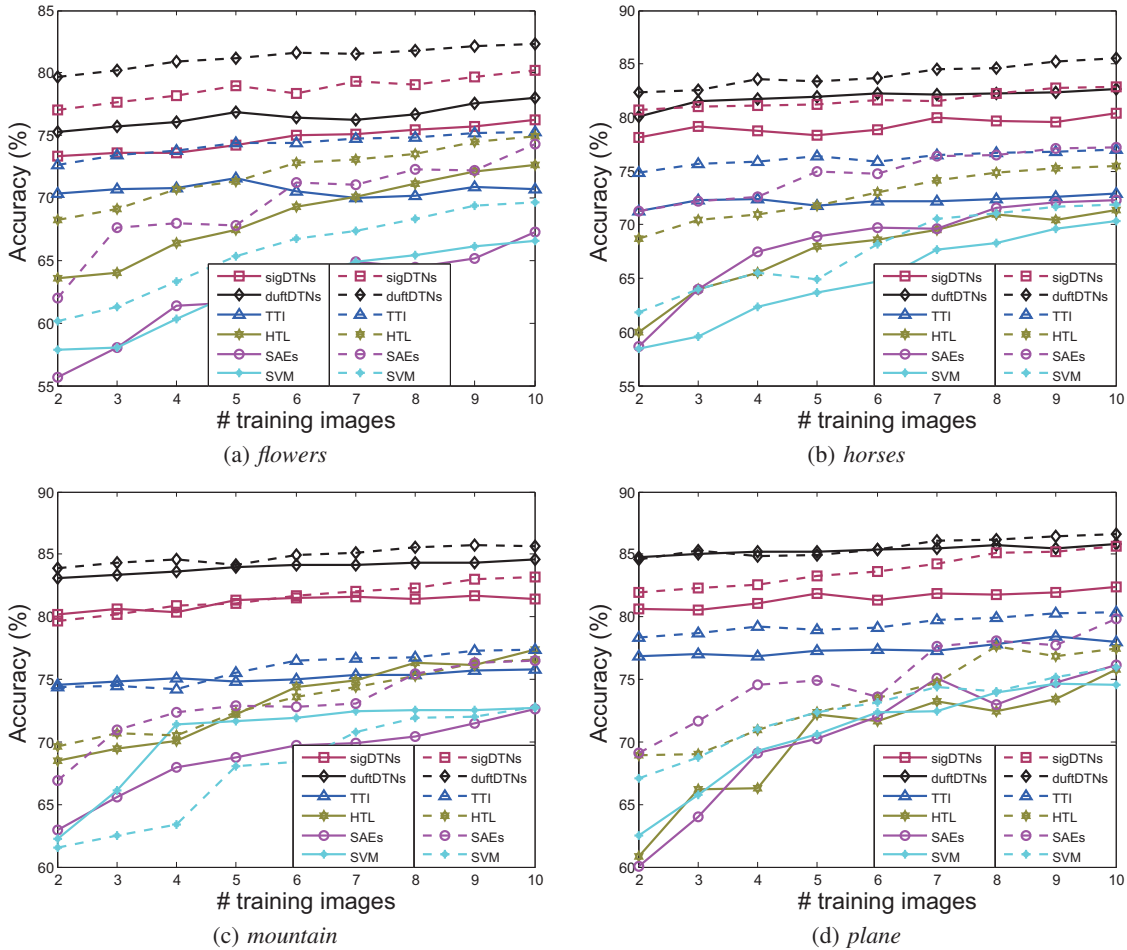 85
80
75
70
65
60
55
Accuracy (%)
2 3 4 5 6 7 8 9 10
# training images
sigDTNs sigDTNs
duftDTNs duftDTNs
TTI TTI
HTL HTL
SAEs SAEs
SVM SVM
(a) flowers
90
85
80
75
70
65
60
55
Accuracy (%)
2 3 4 5 6 7 8 9 10
# training images
sigDTNs sigDTNs
duftDTNs duftDTNs
TTI TTI
HTL HTL
SAEs SAEs
SVM SVM
(b) horses
90
85
80
75
70
65
60
Accuracy (%)
2 3 4 5 6 7 8 9 10
# training images
sigDTNs sigDTNs
duftDTNs duftDTNs
TTI TTI
HTL HTL
SAEs SAEs
SVM SVM
(c) mountain
90
85
80
75
70
65
60
Accuracy (%)
2 3 4 5 6 7 8 9 10
# training images
sigDTNs sigDTNs
duftDTNs duftDTNs
TTI TTI
HTL HTL
SAEs SAEs
SVM SVM
(d) plane